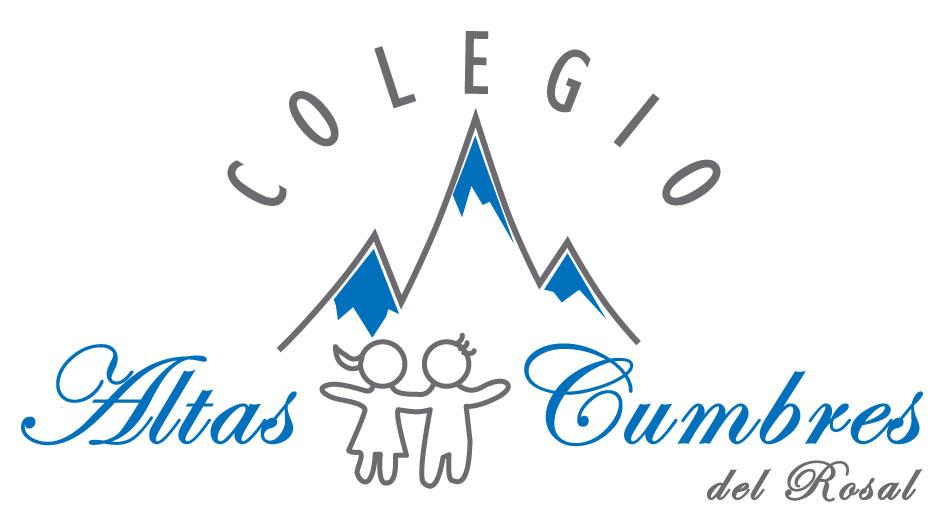 COLEGIO
Altas Cumbres
del Rosal